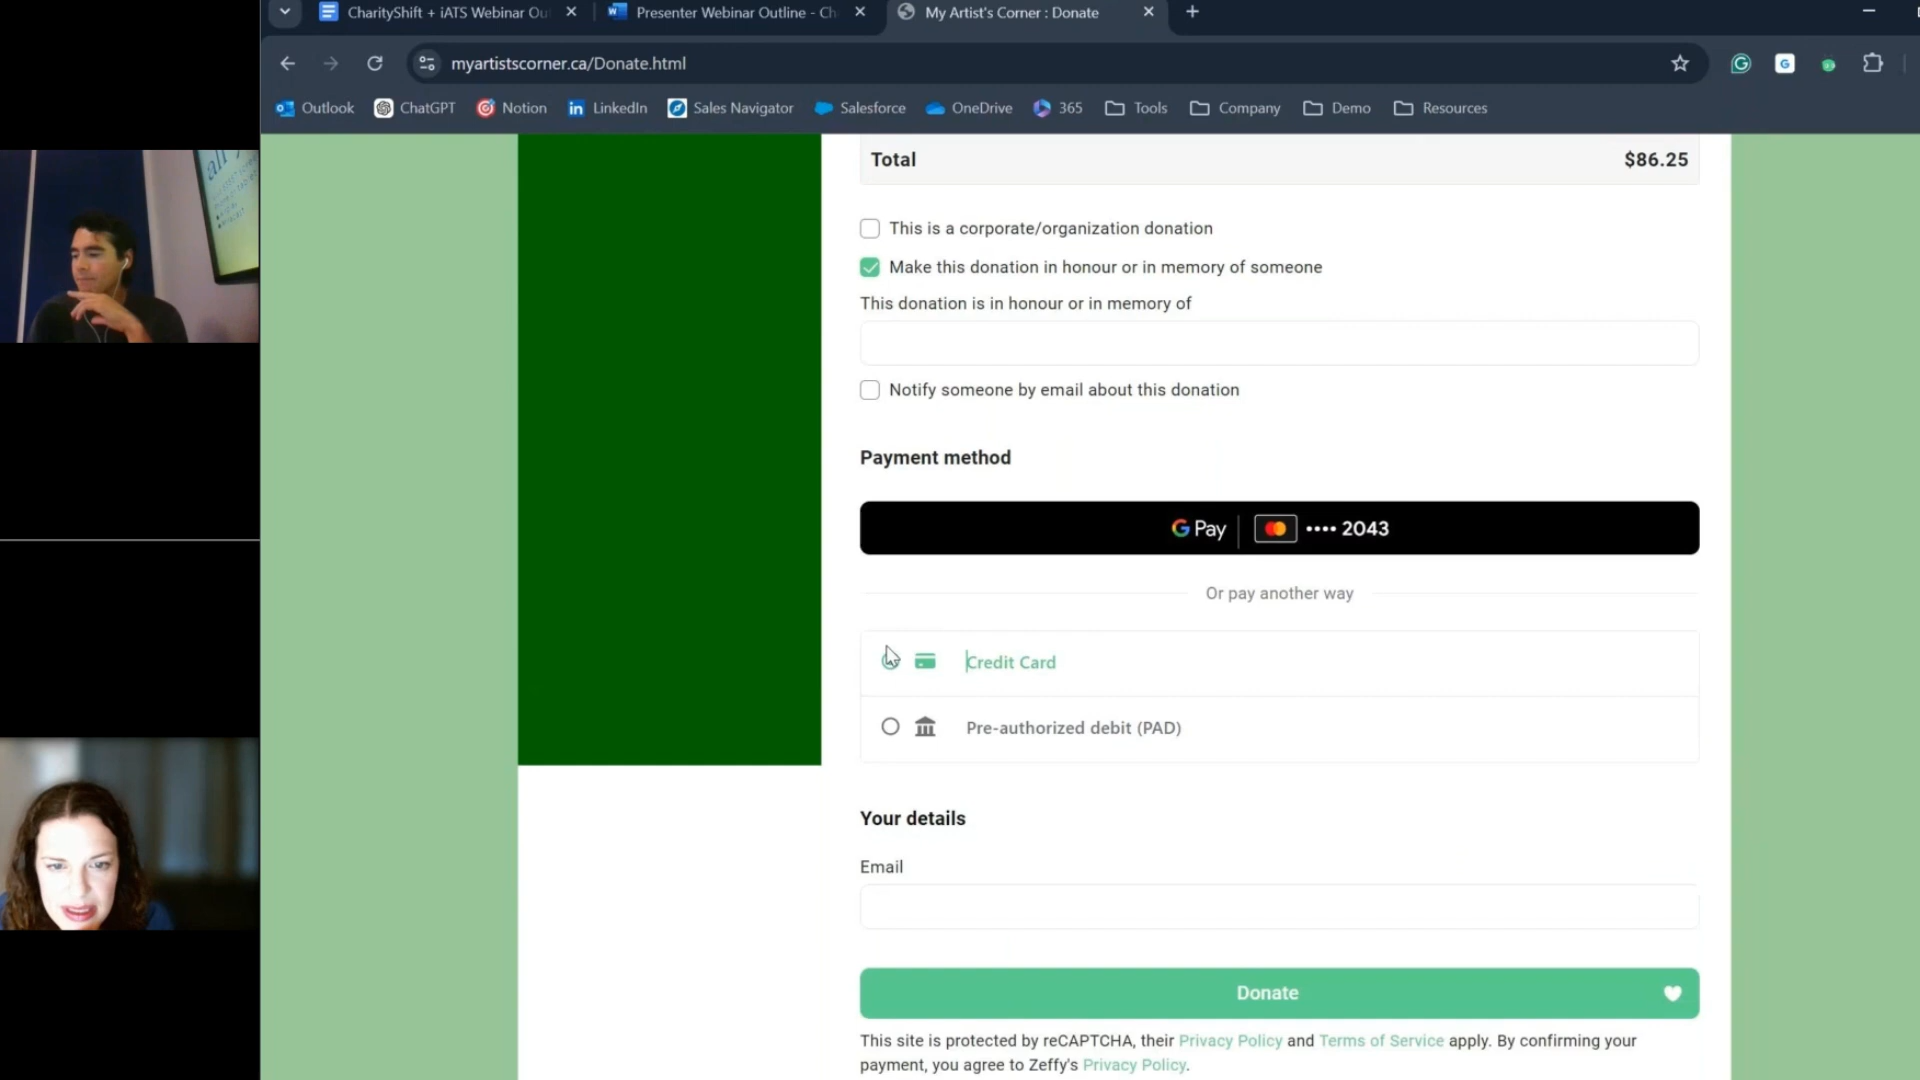 CharityShift + iATS Webinar Ou
Presenter Webinar Outline - Ch
My Artist's Corner : Donate
myartistscorner.ca/Donate.html
Outlook
ChatGPT
Notion
LinkedIn
Sales Navigator
Salesforce
OneDrive
365
Tools
Company
Demo
Resources
Total $86.25
This is a corporate/organization donation
Make this donation in honour or in memory of someone
This donation is in honour or in memory of
Notify someone by email about this donation
Payment method
G Pay •••• 2043
Or pay another way
Credit Card
Pre-authorized debit (PAD)
Your details
Email
Donate
This site is protected by reCAPTCHA, their Privacy Policy and Terms of Service apply. By confirming your
payment, you agree to Zeffy's Privacy Policy.